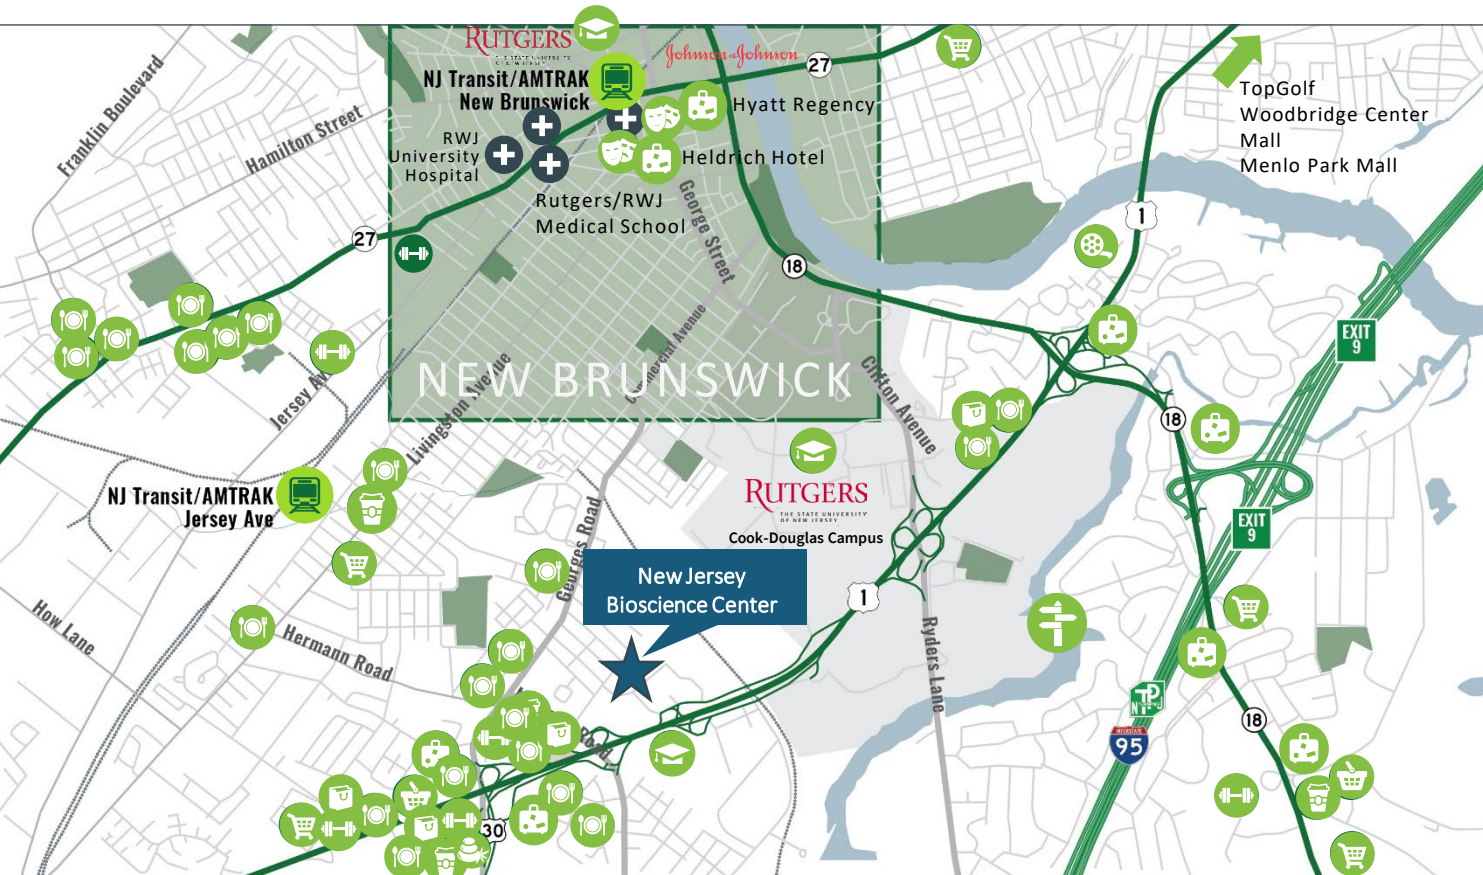 RUTGERS
Johnson & Johnson
27
NJ Transit/AMTRAK
New Brunswick
Hyatt Regency
TopGolf
Woodbridge Center
Mall
Menlo Park Mall
Franklin Boulevard
Hamilton Street
RWJ
University
Hospital
Heldrich Hotel
Rutgers/RWJ
Medical School
George Street
27
1
18
EXIT
9
Commercial Avenue
NEW BRUNSWICK
Clifton Avenue
Jersey
Livingston Avenue
18
NJ Transit/AMTRAK
Jersey Ave
RUTGERS
THE STATE UNIVERSITY
OF NEW JERSEY
Cook-Douglas Campus
EXIT
9
Georges Road
New Jersey
Bioscience Center
1
How Lane
Hermann Road
Ryders Lane
INTERSTATE
95
18
Road
30